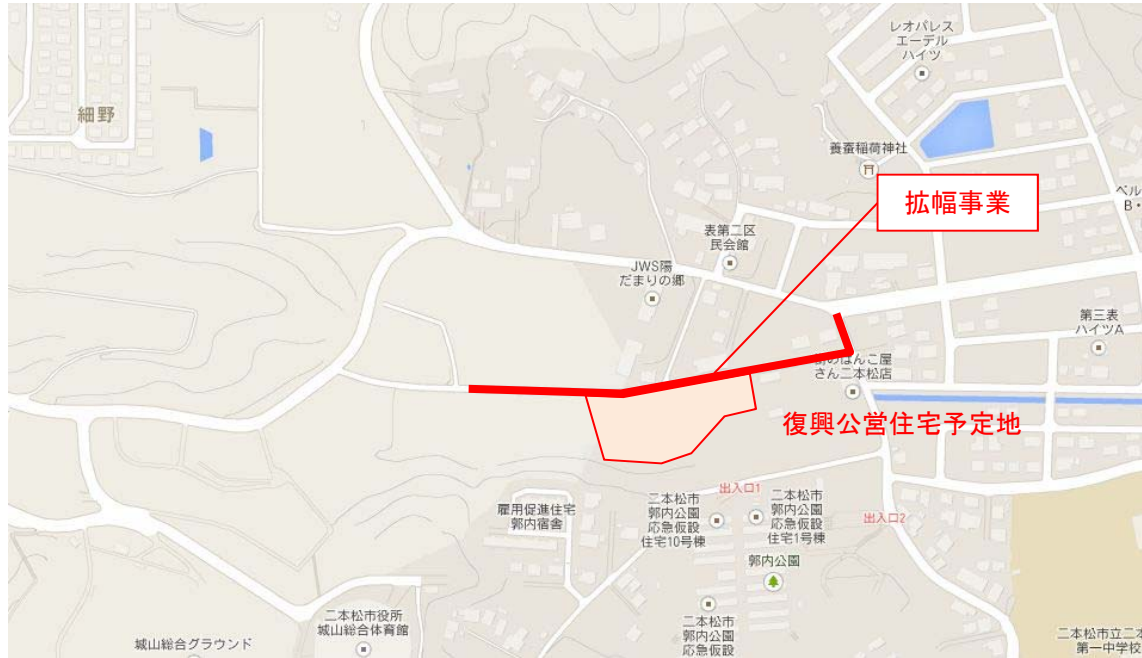 レオパレス
エーデル
ハイツ
細野
養蚕稲荷神社
拡幅事業
ベル
B・
表第二区
民会館
JWS陽
だまりの郷
第三表
ハイツA
街のはんこ屋
さん二本松店
復興公営住宅予定地
出入口1
二本松市
郭内公園
応急仮設
住宅10号棟
二本松市
郭内公園
応急仮設
住宅1号棟
雇用促進住宅
郭内宿舎
出入口2
郭内公園
二本松市役所
城山総合体育館
二本松市
郭内公園
応急仮設
城山総合グラウンド
二本松市立二本
第一中学校